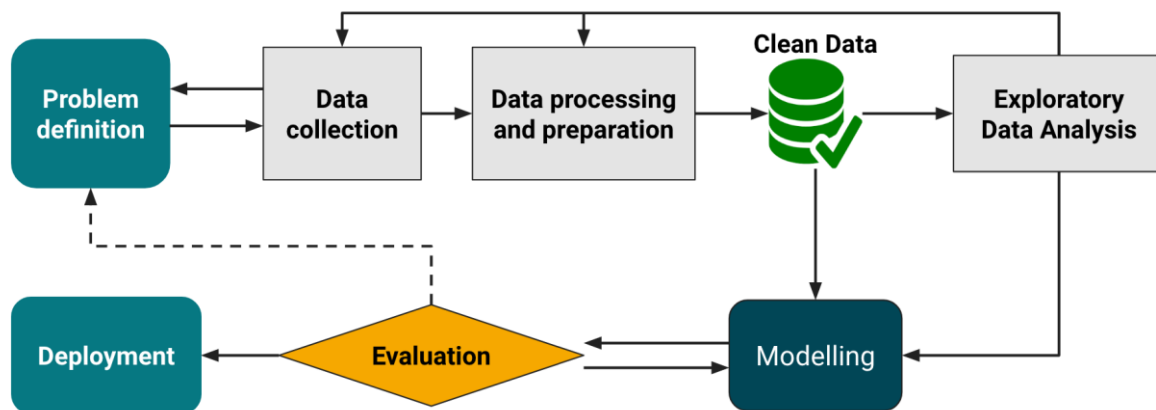 Clean Data
Problem
definition
Data
collection
Data processing
and preparation
Exploratory
Data Analysis
Deployment
Evaluation
Modelling